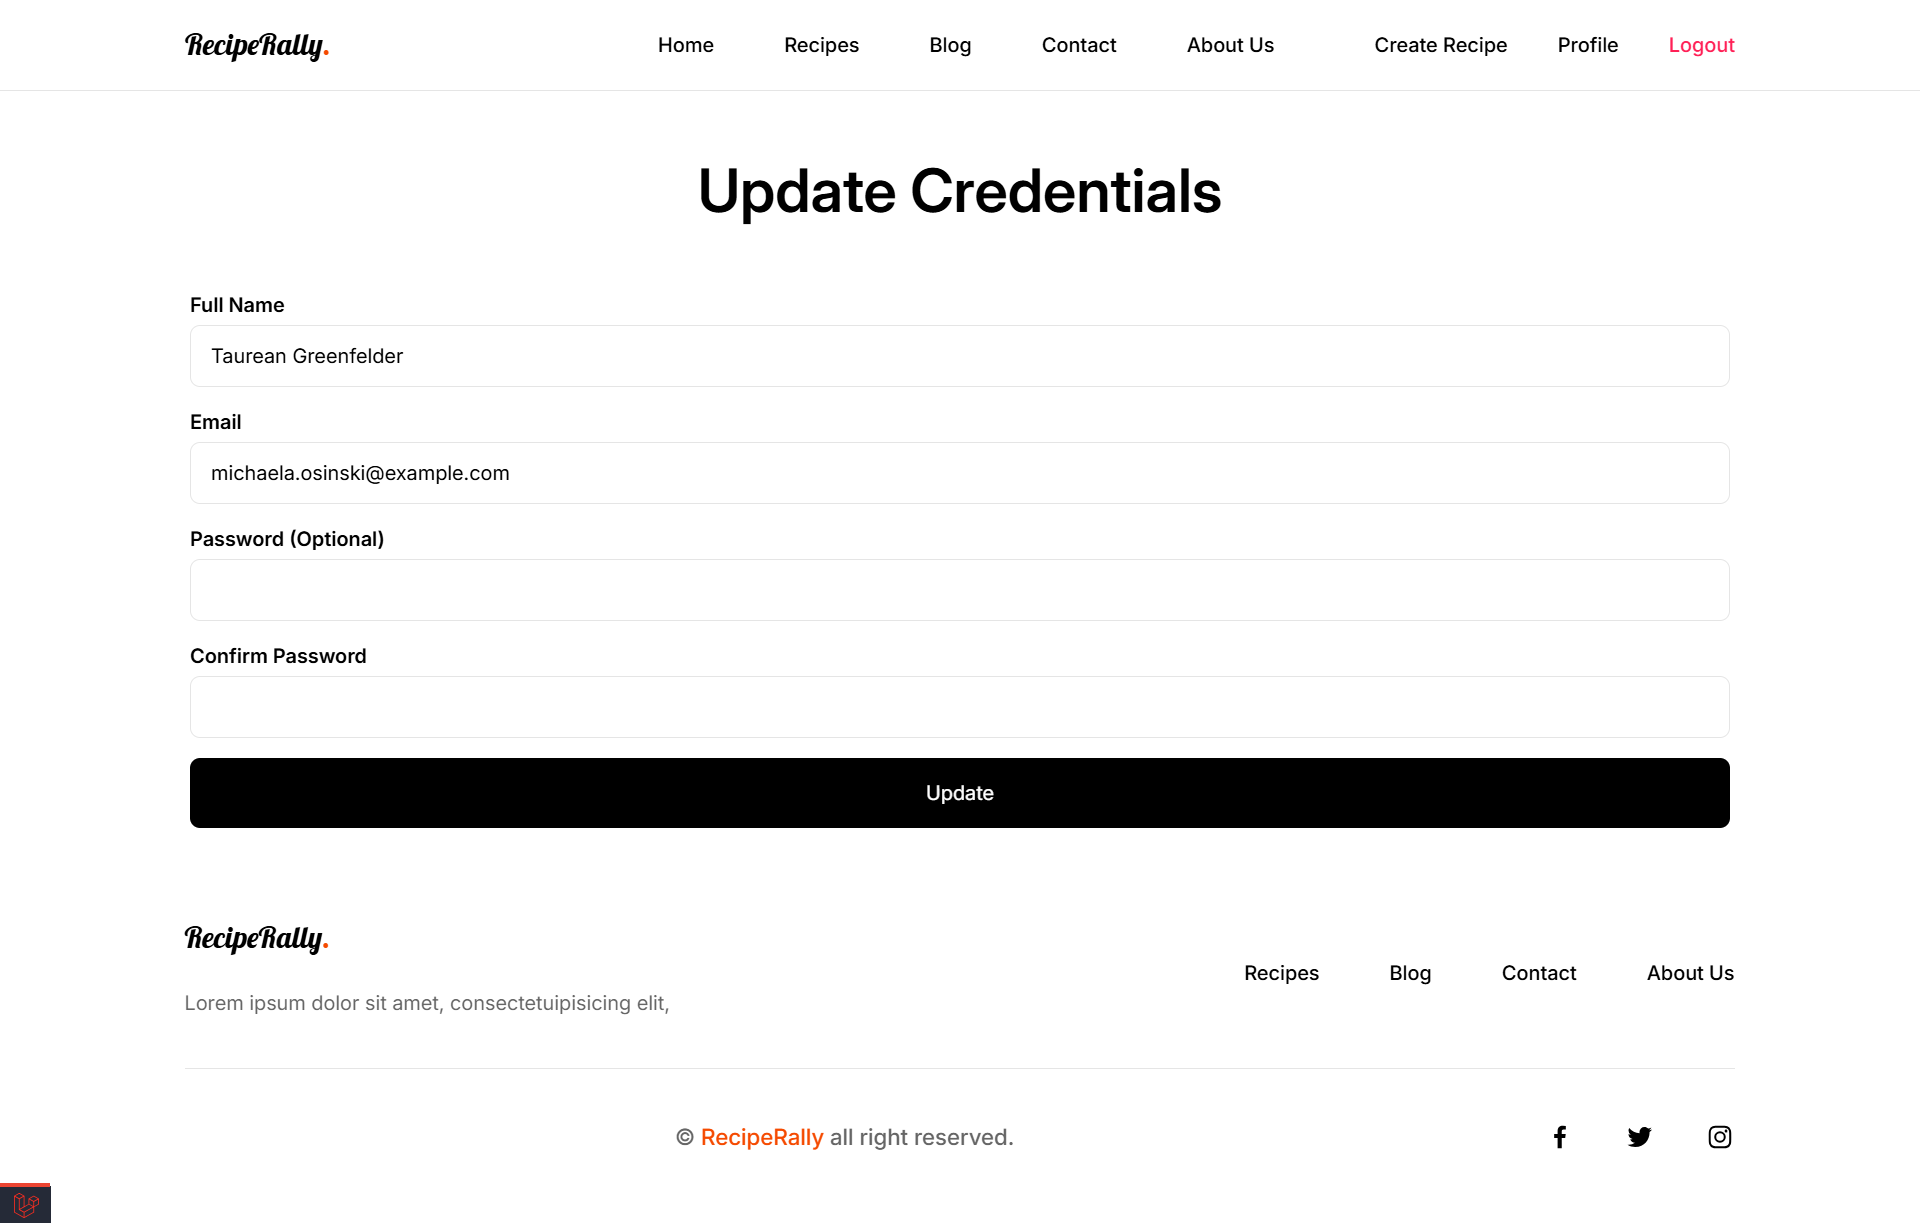 RecipeRally.
Home Recipes Blog Contact About Us Create Recipe Profile Logout
Update Credentials
Full Name
Taurean Greenfelder
Email
michaela.osinski@example.com
Password (Optional)
Confirm Password
Update
RecipeRally.
Recipes Blog Contact About Us
Lorem ipsum dolor sit amet, consectetuipisicing elit,
© RecipeRally all right reserved.